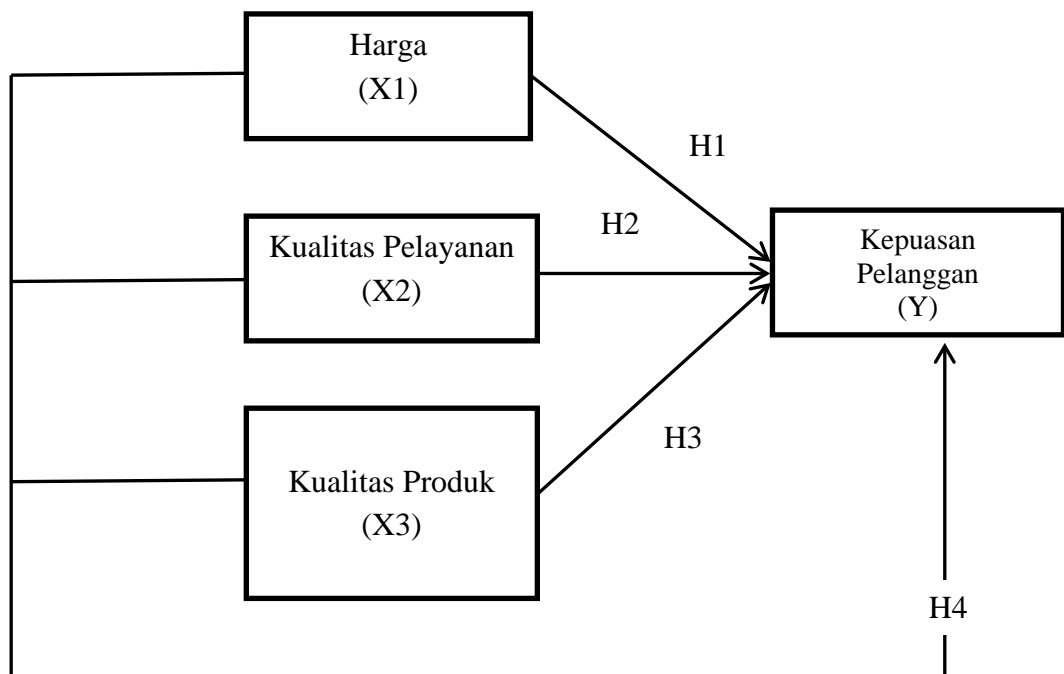 Harga
(X1)
H1
H2
Kualitas Pelayanan
(X2)
Kepuasan
Pelanggan
(Y)
H3
Kualitas Produk
(X3)
H4